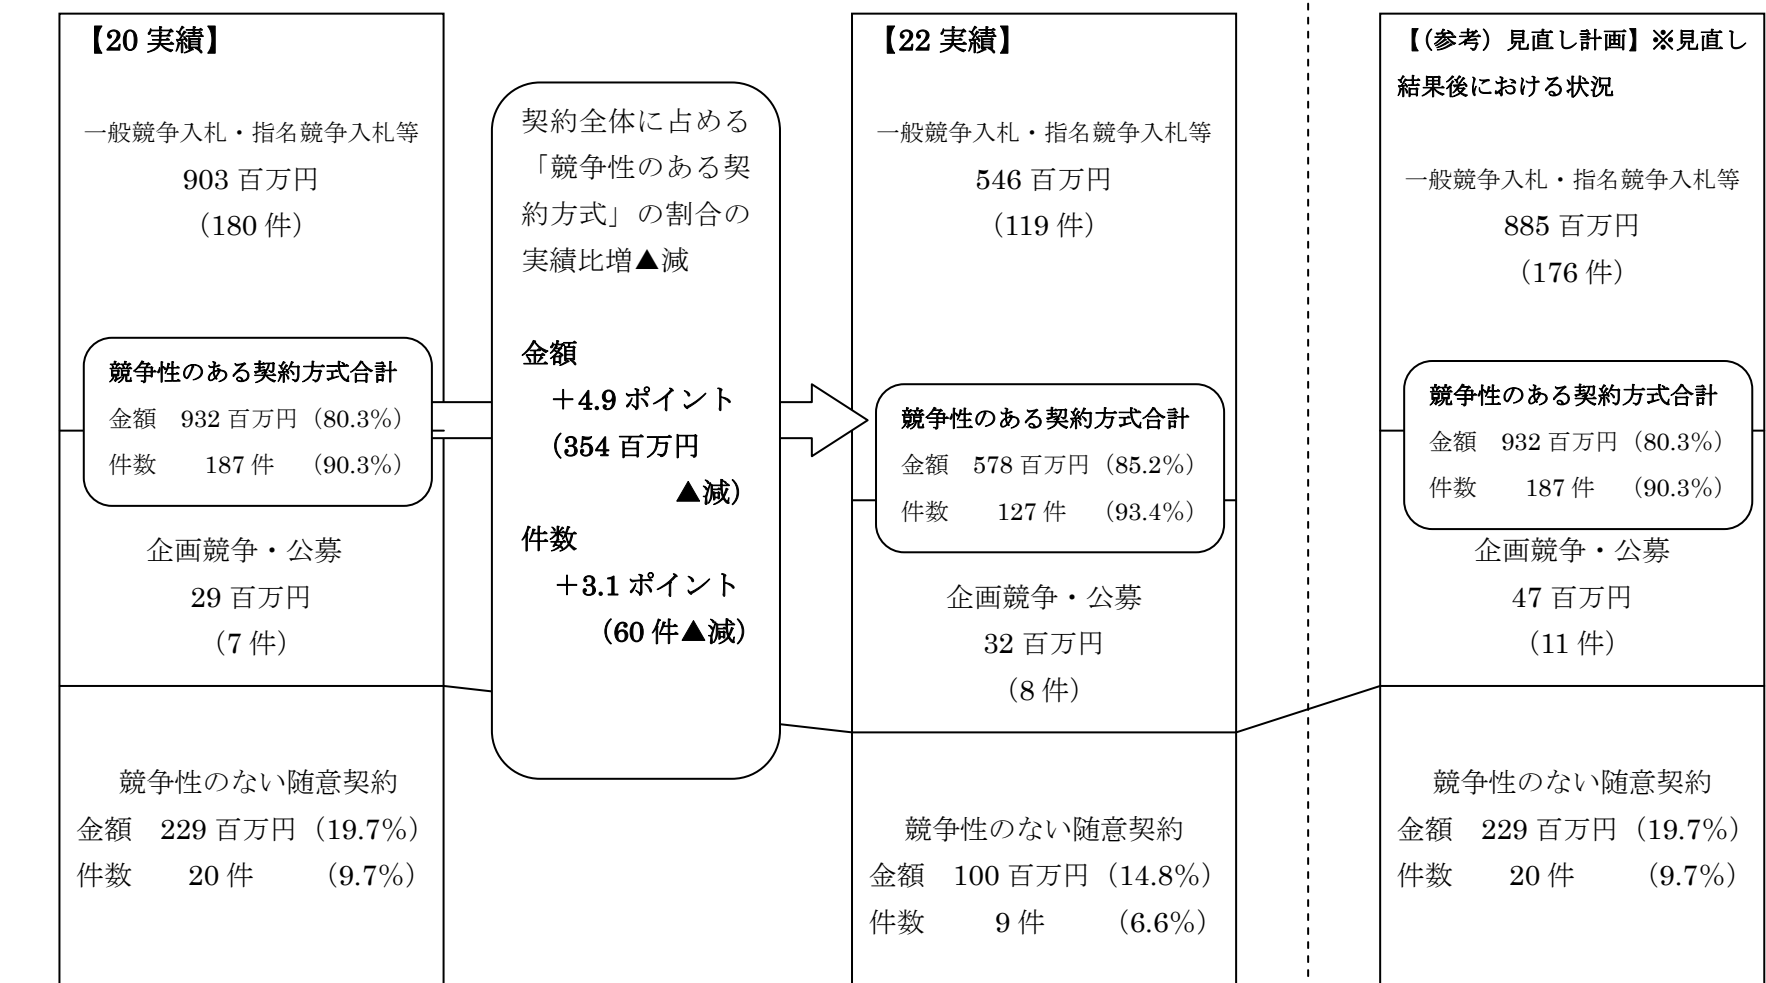 【20 実績】
一般競争入札・指名競争入札等
903 百万円
（180 件）
競争性のある契約方式合計
金額 932 百万円（80.3%）
件数 187 件 （90.3%）
企画競争・公募
29 百万円
（7 件）
競争性のない随意契約
金額 229 百万円（19.7%）
件数 20 件 （9.7%）
契約全体に占める
「競争性のある契
約方式」の割合の
実績比増▲減
金額
＋4.9 ポイント
（354 百万円
▲減）
件数
＋3.1 ポイント
（60 件▲減）
【22 実績】
一般競争入札・指名競争入札等
546 百万円
（119 件）
競争性のある契約方式合計
金額 578 百万円（85.2%）
件数 127 件 （93.4%）
企画競争・公募
32 百万円
（8 件）
競争性のない随意契約
金額 100 百万円（14.8%）
件数 9 件 （6.6%）
【（参考）見直し計画】※見直し
結果後における状況
一般競争入札・指名競争入札等
885 百万円
（176 件）
競争性のある契約方式合計
金額 932 百万円（80.3%）
件数 187 件 （90.3%）
企画競争・公募
47 百万円
（11 件）
競争性のない随意契約
金額 229 百万円（19.7%）
件数 20 件 （9.7%）